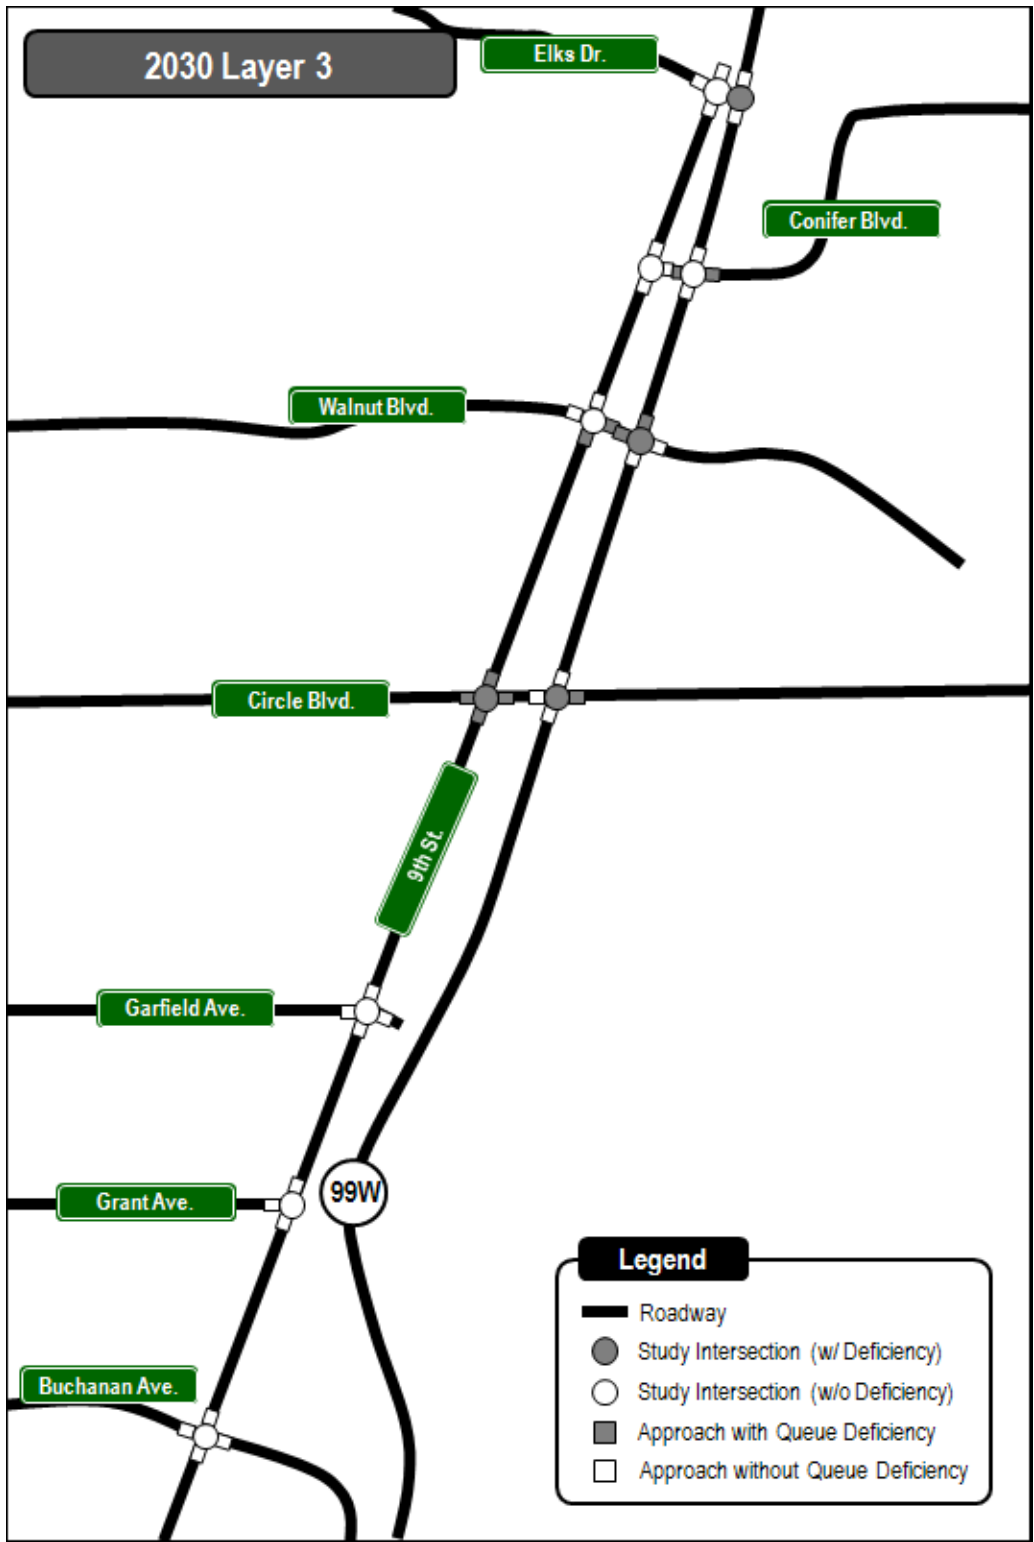 2030 Layer 3
Elks Dr.
Conifer Blvd.
Walnut Blvd.
Circle Blvd.
9th St.
Garfield Ave.
Grant Ave.
99W
Buchanan Ave.
Legend
Roadway
Study Intersection (w/ Deficiency)
Study Intersection (w/o Deficiency)
Approach with Queue Deficiency
Approach without Queue Deficiency